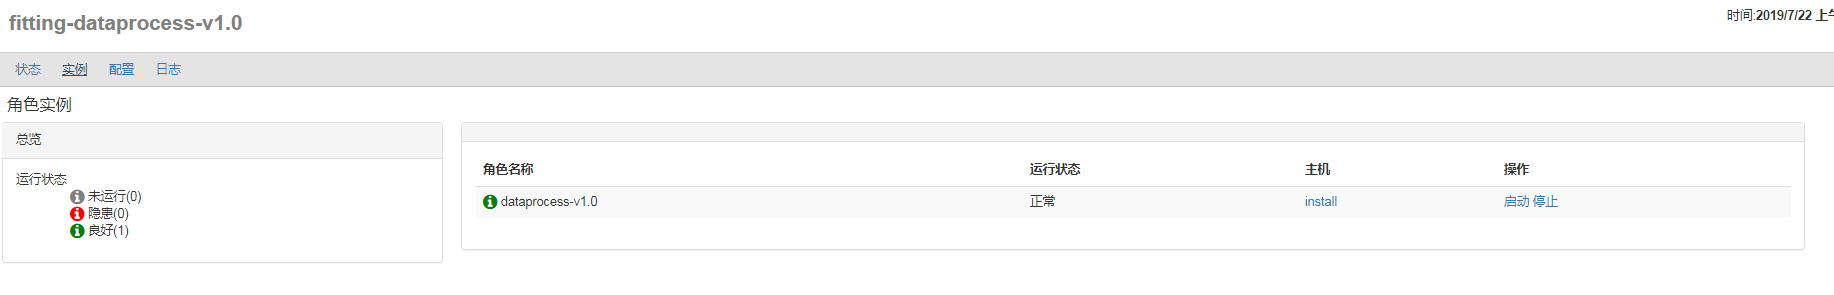 fitting-dataprocess-v1.0
时间:2019/7/22 上午
状态 实例 配置 日志
角色实例
总览
运行状态
未运行(0)
隐患(0)
良好(1)
角色名称 运行状态 主机 操作
dataprocess-v1.0 正常 install 启动 停止